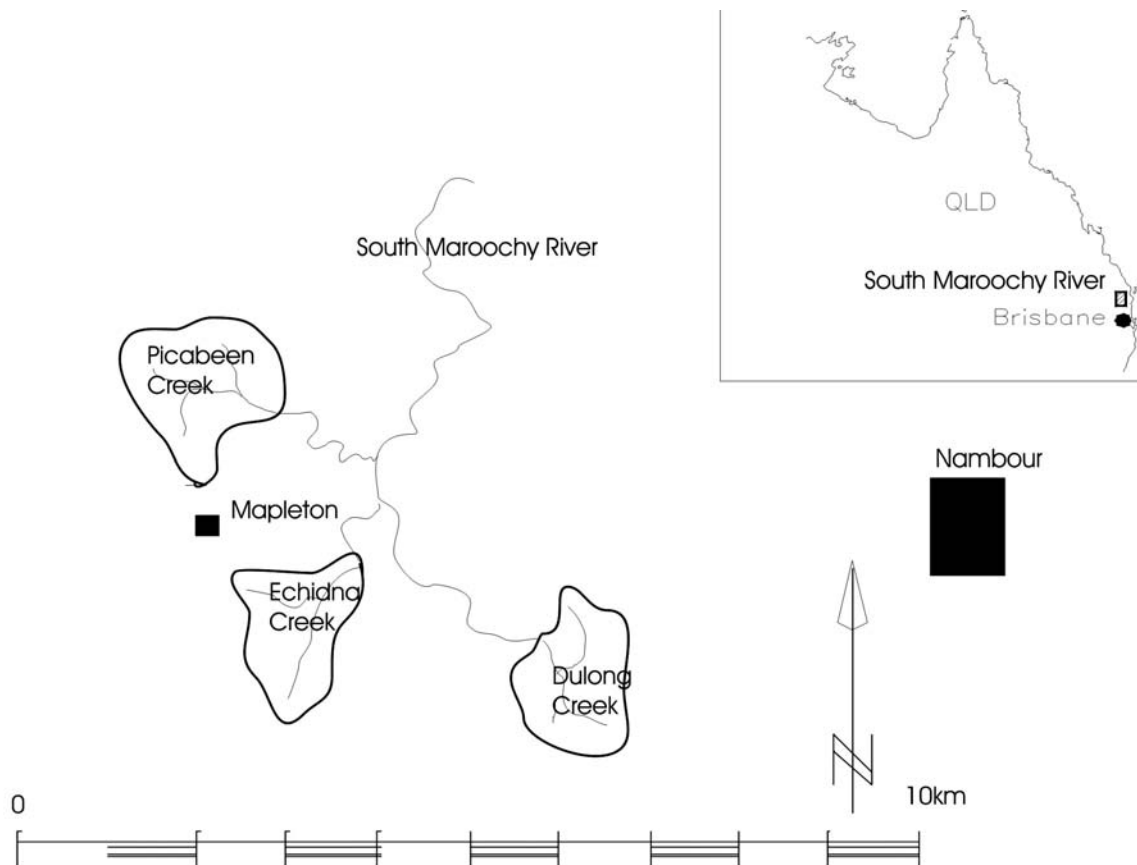 QLD
South Maroochy River
Brisbane
South Maroochy River
Picabeen
Creek
Nambour
Mapleton
Echidna
Creek
Dulong
Creek
N
0
10km